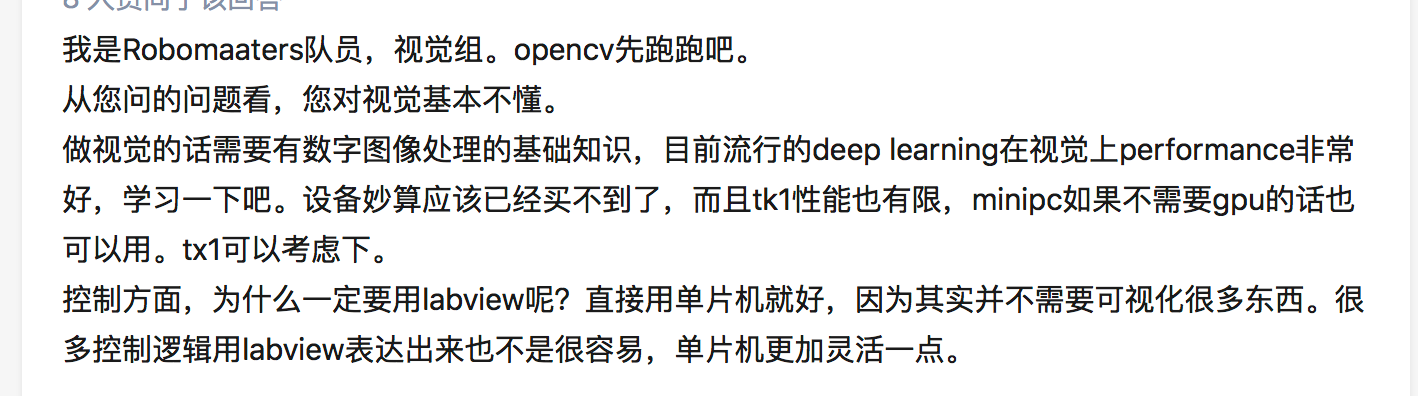 我是Robomaaters队员，视觉组。opencv先跑跑吧。
从您问的问题看，您对视觉基本不懂。
做视觉的话需要有数字图像处理的基础知识，目前流行的deep learning在视觉上performance非常
好，学习一下吧。设备妙算应该已经买不到了，而且tk1性能也有限，minipc如果不需要gpu的话也
可以用。tx1可以考虑下。
控制方面，为什么一定要用labview呢？直接用单片机就好，因为其实并不需要可视化很多东西。很
多控制逻辑用labview表达出来也不是很容易，单片机更加灵活一点。